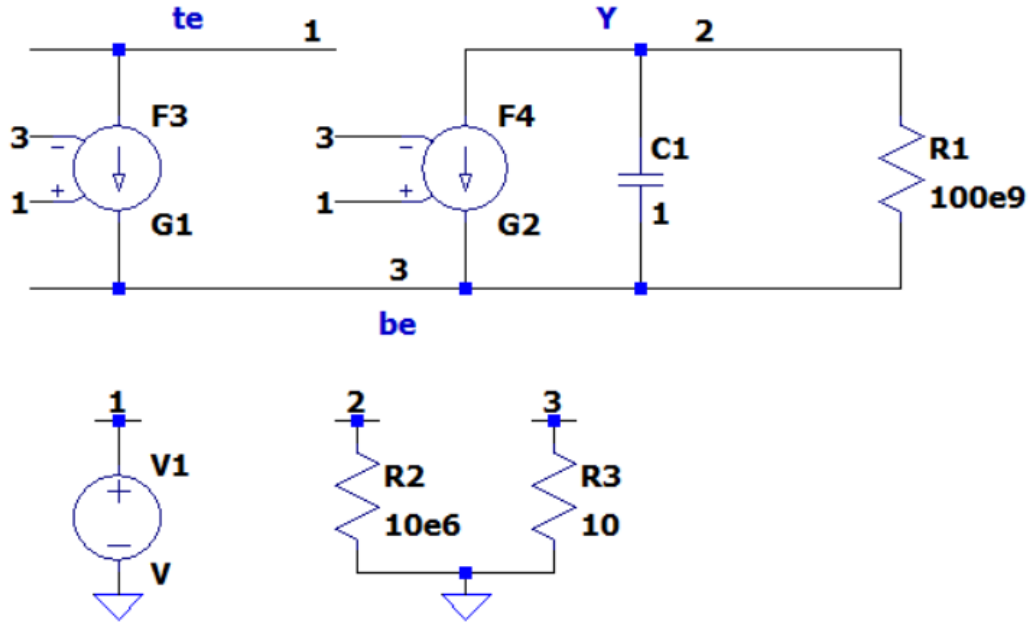 te 1 Y 2
F3 F4
3 3 C1 R1
− −
1 + 1 + 1 100e9
G1 G2
3
be
1 2 3
V1 R2 R3
+ 10e6 10
−
V